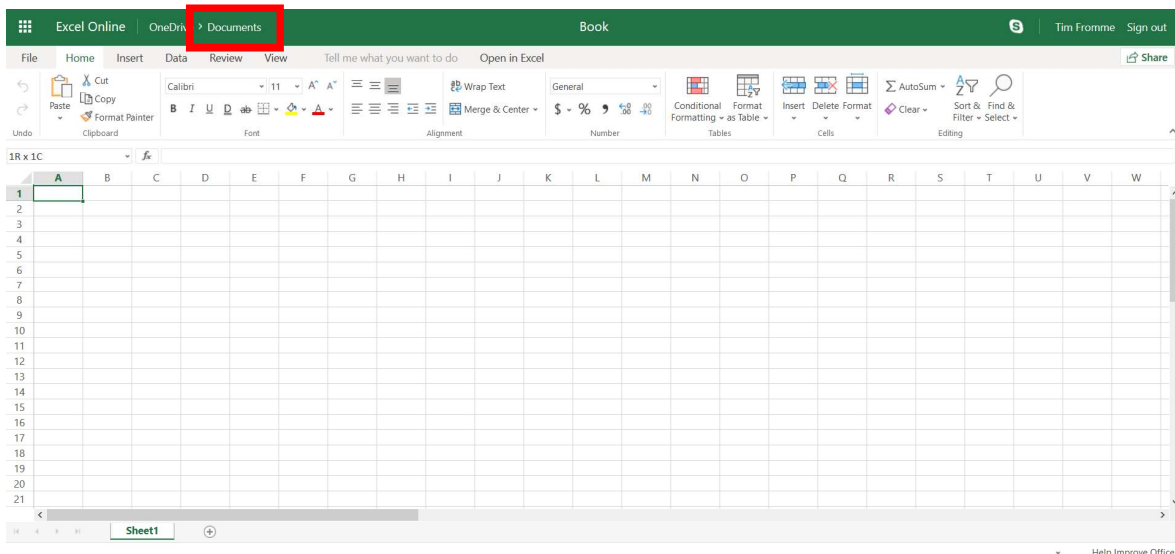 Excel Online OneDriv > Documents Book Tim Fromme Sign out
File Home Insert Data Review View Tell me what you want to do Open in Excel Share
Cut Calibri 11 A^ A˅ Wrap Text General AutoSum
Paste Copy Conditional Format Insert Delete Format Sort & Find &
Format Painter B I U D ab A Merge & Center $ % 9 .00 .00 Formatting as Table Clear Filter Select
Undo Clipboard Font Alignment Number Tables Cells Editing
1R x 1C fx
A B C D E F G H I J K L M N O P Q R S T U V W
1
2
3
4
5
6
7
8
9
10
11
12
13
14
15
16
17
18
19
20
21
Sheet1
Help Improve Office